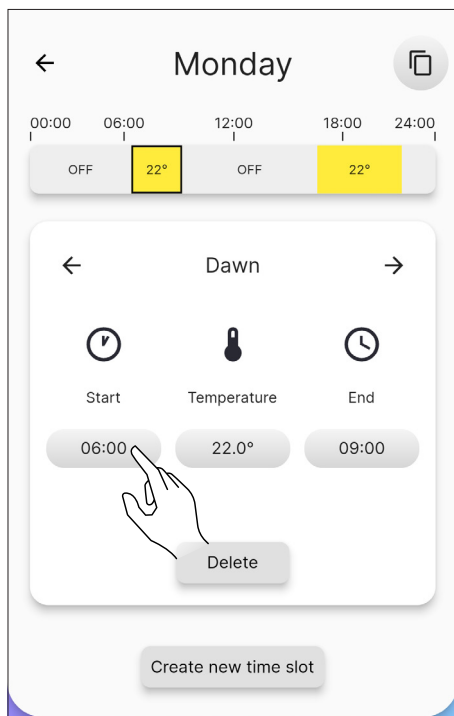 Monday
00:00 06:00 12:00 18:00 24:00
OFF 22° OFF 22°
Dawn
Start Temperature End
06:00 22.0° 09:00
Delete
Create new time slot